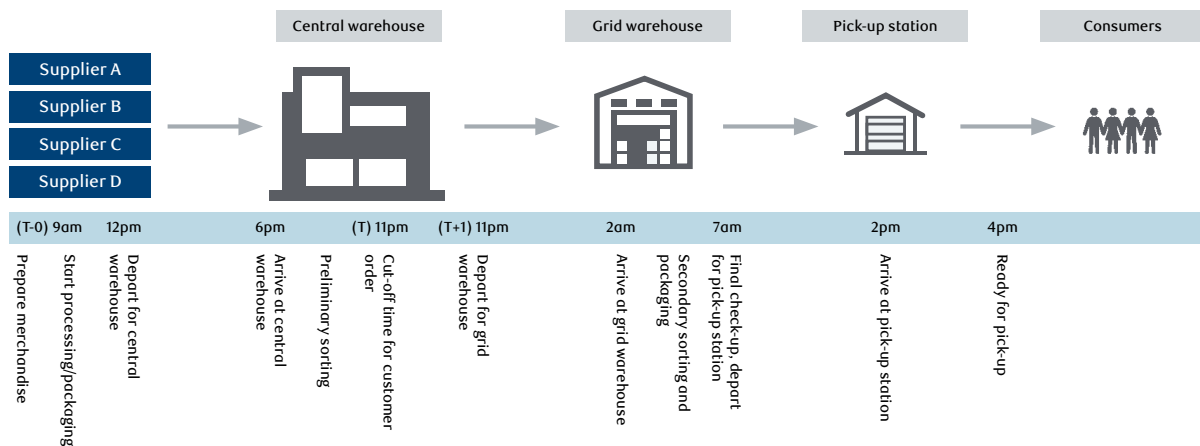 Central warehouse
Grid warehouse
Pick-up station
Consumers
Supplier A
Supplier B
Supplier C
Supplier D
(T-0) 9am
12pm
6pm
(T) 11pm
(T+1) 11pm
2am
7am
2pm
4pm
Prepare merchandise
Start processing/packaging
Depart for central
warehouse
Arrive at central
warehouse
Preliminary sorting
Cut-off time for customer
order
Depart for grid
warehouse
Arrive at grid warehouse
Secondary sorting and
packaging
Final check-up, depart
for pick-up station
Arrive at pick-up station
Ready for pick-up